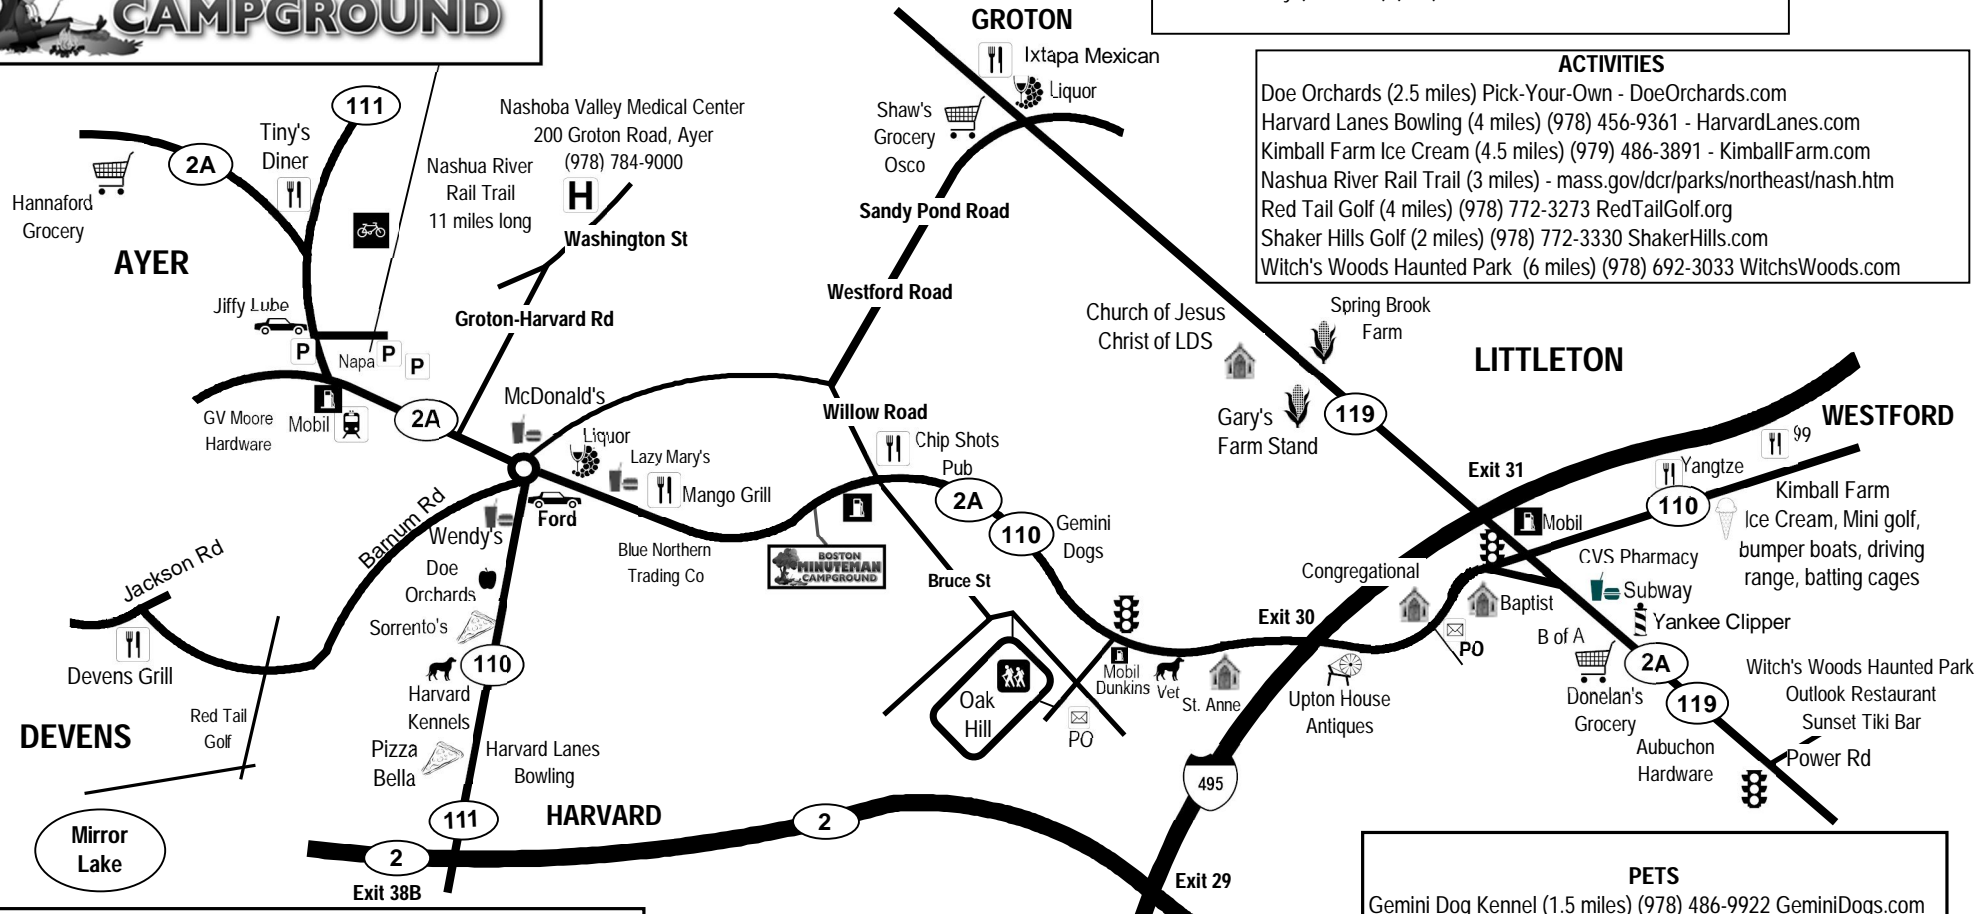 CAMPGROUND
GROTON
Ixtapa Mexican
Liquor
Shaw's
Grocery
Osco
ACTIVITIES
Doe Orchards (2.5 miles) Pick-Your-Own - DoeOrchards.com
Harvard Lanes Bowling (4 miles) (978) 456-9361 - HarvardLanes.com
Kimball Farm Ice Cream (4.5 miles) (979) 486-3891 - KimballFarm.com
Nashua River Rail Trail (3 miles) - mass.gov/dcr/parks/northeast/nash.htm
Red Tail Golf (4 miles) (978) 772-3273 RedTailGolf.org
Shaker Hills Golf (2 miles) (978) 772-3330 ShakerHills.com
Witch's Woods Haunted Park (6 miles) (978) 692-3033 WitchsWoods.com
111
Tiny's
Diner
2A
Hannaford
Grocery
AYER
Nashoba Valley Medical Center
200 Groton Road, Ayer
(978) 784-9000
H
Nashua River
Rail Trail
11 miles long
Washington St
Sandy Pond Road
Westford Road
Groton-Harvard Rd
Jiffy Lube
P
Napa
P
P
GV Moore
Hardware
Mobil
2A
McDonald's
Liquor
Lazy Mary's
Mango Grill
Ford
Willow Road
Chip Shots
Pub
2A
110
Gemini
Dogs
Church of Jesus
Christ of LDS
Spring Brook
Farm
Gary's
Farm Stand
119
LITTLETON
WESTFORD
99
Yangtze
110
Exit 31
Mobil
Kimball Farm
Ice Cream, Mini golf,
bumper boats, driving
range, batting cages
CVS Pharmacy
Subway
Yankee Clipper
B of A
Donelan's
Grocery
2A
119
Aubuchon
Hardware
Witch's Woods Haunted Park
Outlook Restaurant
Sunset Tiki Bar
Power Rd
Congregational
Baptist
PO
Exit 30
Upton House
Antiques
Mobil
Dunkins
Vet
St. Anne
Bruce St
Oak
Hill
PO
BOSTON
MINUTEMAN
CAMPGROUND
Blue Northern
Trading Co
Barnum Rd
Wendy's
Doe
Orchards
Sorrento's
110
Harvard
Kennels
Pizza
Bella
Harvard Lanes
Bowling
111
HARVARD
Jackson Rd
Devens Grill
DEVENS
Red Tail
Golf
Mirror
Lake
2
Exit 38B
2
495
Exit 29
PETS
Gemini Dog Kennel (1.5 miles) (978) 486-9922 GeminiDogs.com